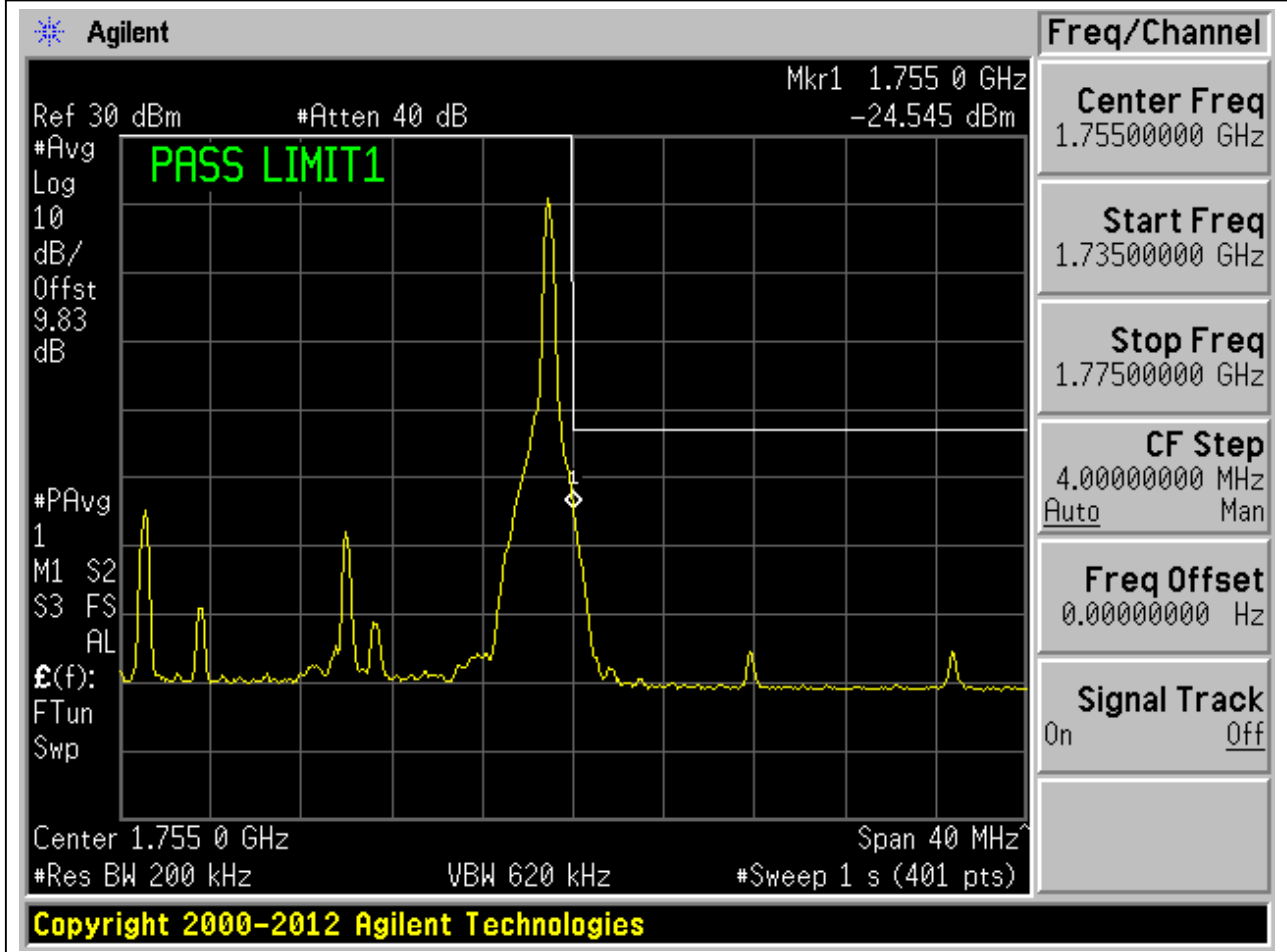 Agilent
Freq/Channel
Mkr1 1.755 0 GHz
Ref 30 dBm #Atten 40 dB -24.545 dBm
#Avg
Log
10
dB/
Offst
9.83
dB
PASS LIMIT1
1
#PAvg
1
M1 S2
S3 FS
AL
£(f):
FTun
Swp
Center 1.755 0 GHz Span 40 MHz^
#Res BW 200 kHz VBW 620 kHz #Sweep 1 s (401 pts)
Copyright 2000-2012 Agilent Technologies
Center Freq
1.75500000 GHz
Start Freq
1.73500000 GHz
Stop Freq
1.77500000 GHz
CF Step
4.00000000 MHz
Auto Man
Freq Offset
0.00000000 Hz
Signal Track
On Off